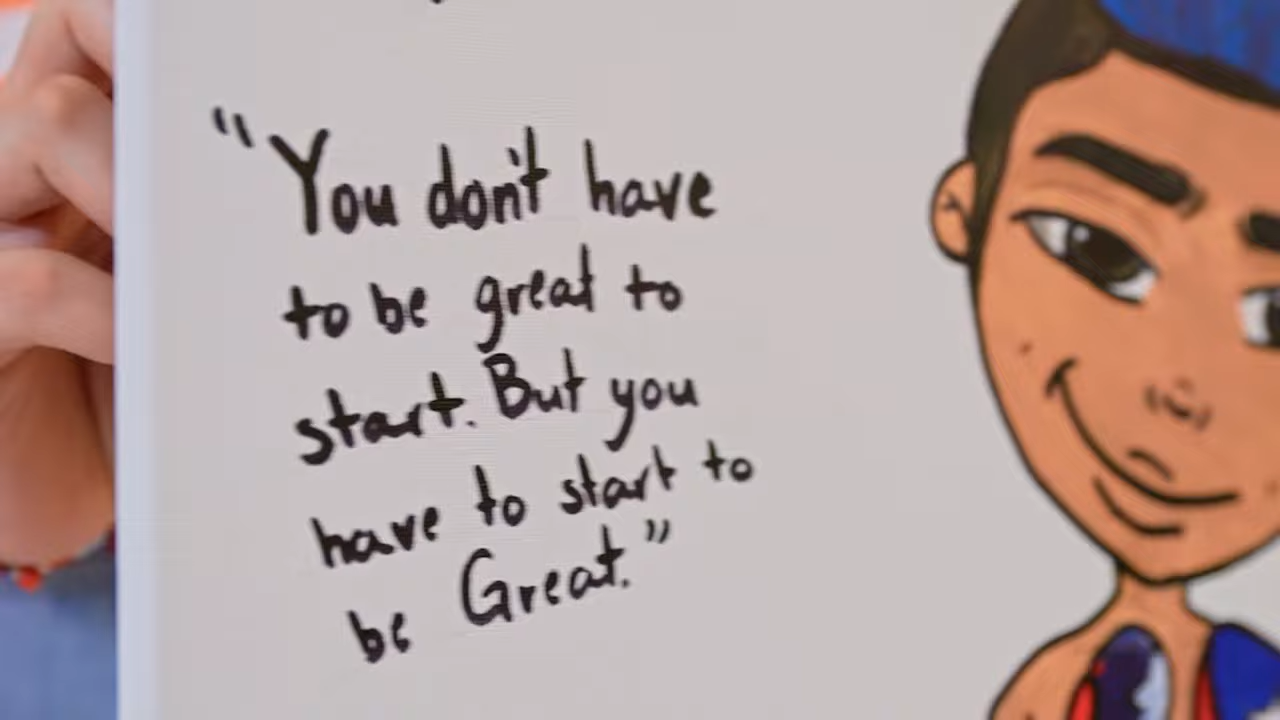 "You don't have
to be great to
start. But you
have to start to
be Great."